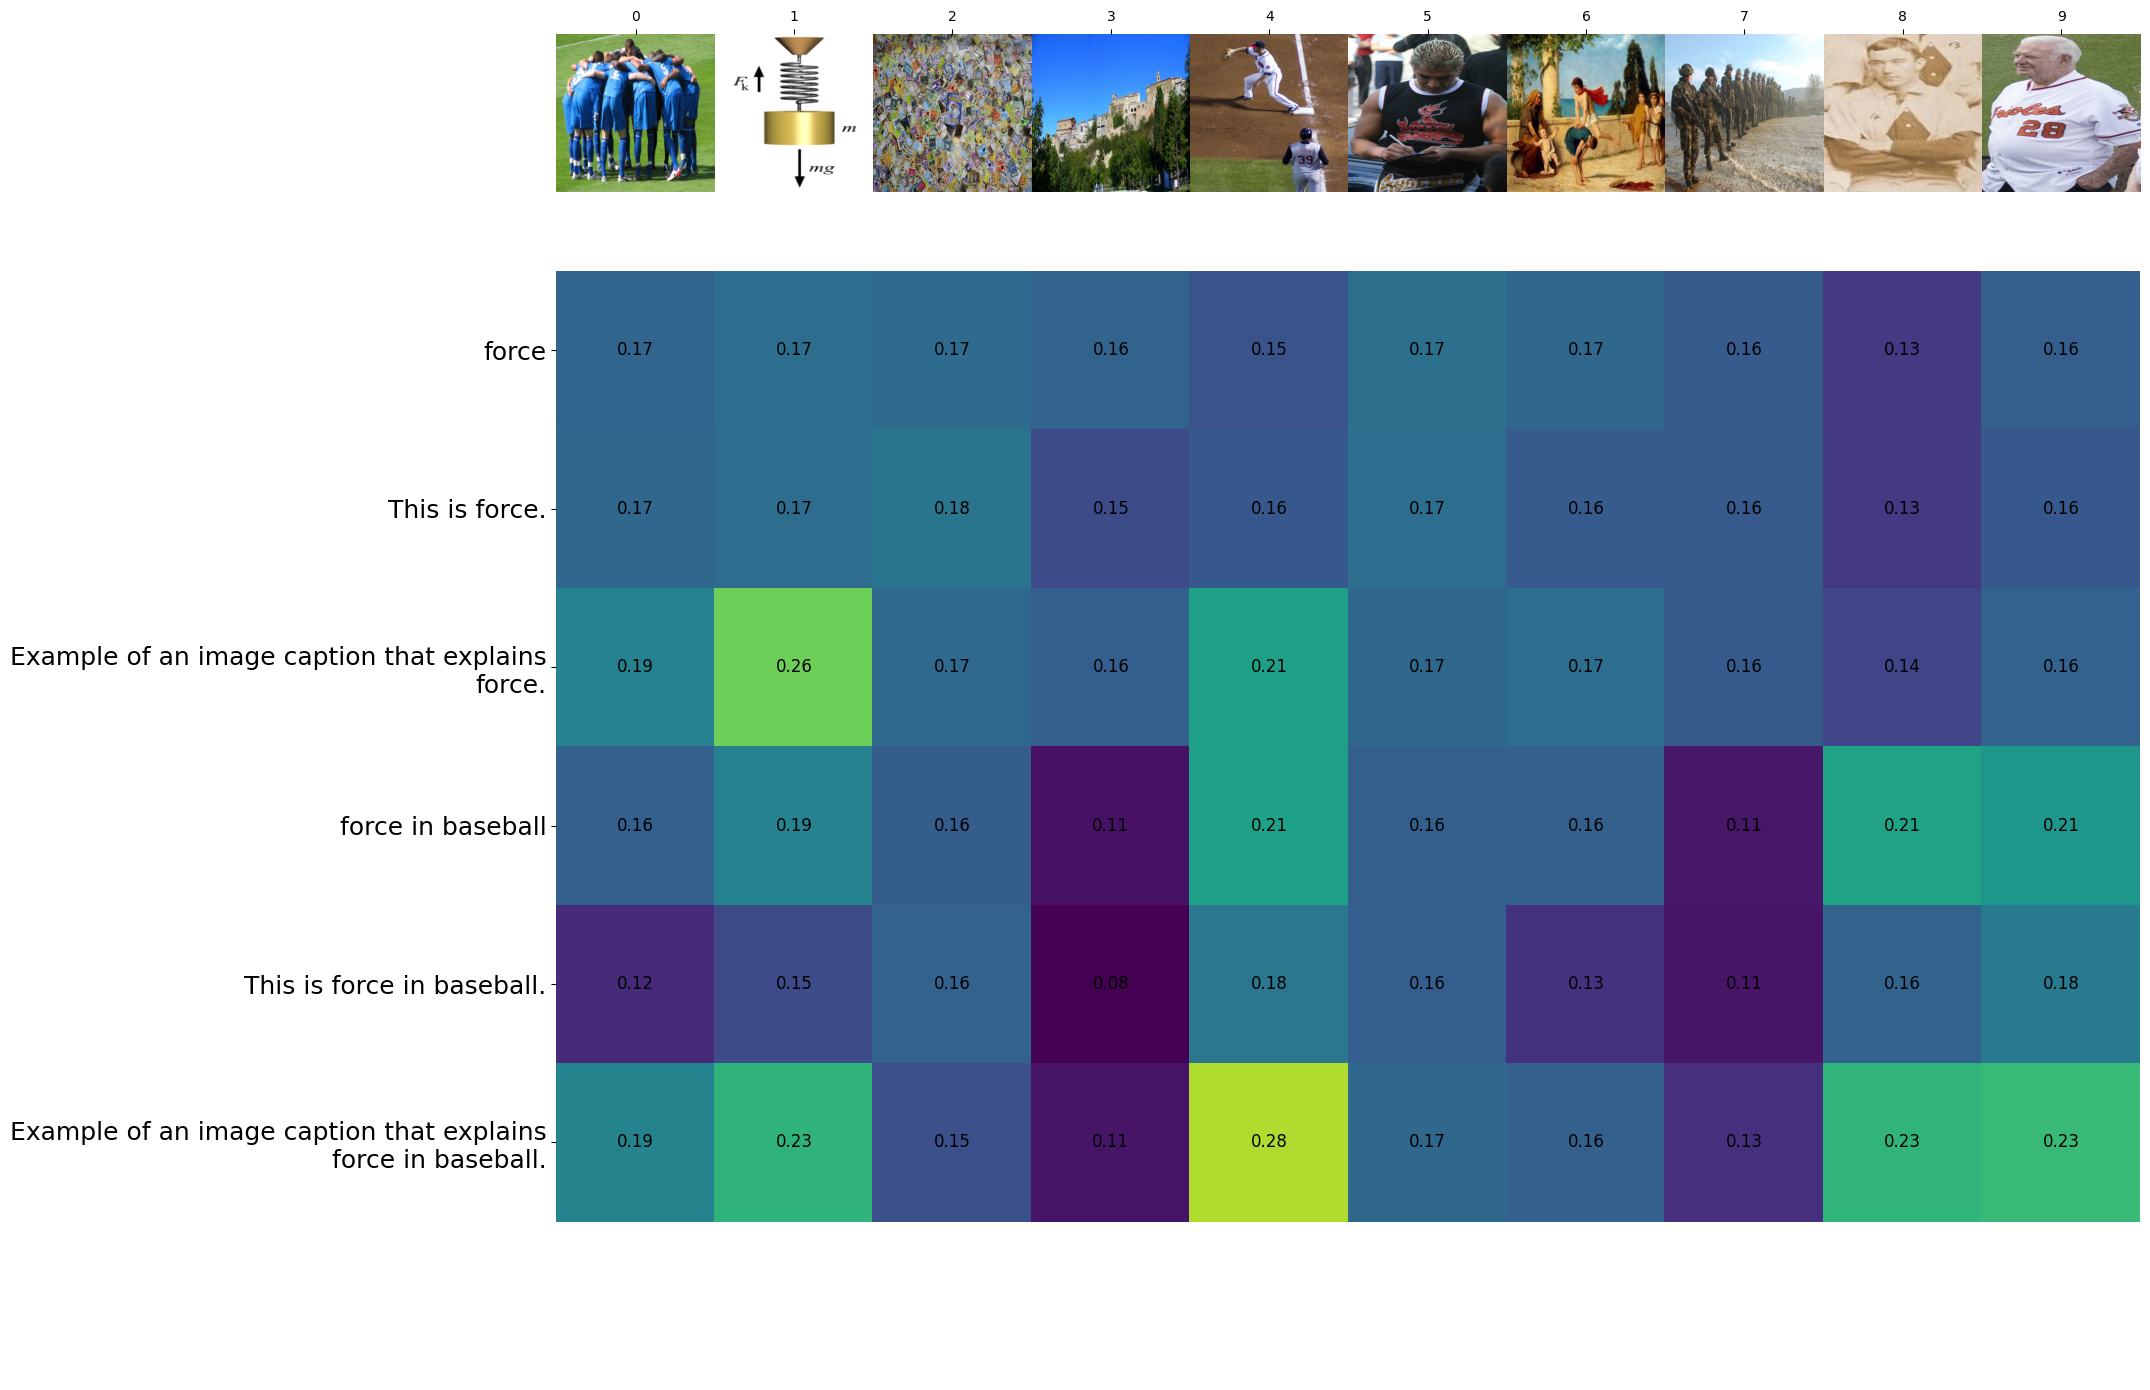 0 1 2 3 4 5 6 7 8 9
F k
m
mg
39
Orioles
28
force 0.17 0.17 0.17 0.16 0.15 0.17 0.17 0.16 0.13 0.16
This is force. 0.17 0.17 0.18 0.15 0.16 0.17 0.16 0.16 0.13 0.16
Example of an image caption that explains
force. 0.19 0.26 0.17 0.16 0.21 0.17 0.17 0.16 0.14 0.16
force in baseball 0.16 0.19 0.16 0.11 0.21 0.16 0.16 0.11 0.21 0.21
This is force in baseball. 0.12 0.15 0.16 0.08 0.18 0.16 0.13 0.11 0.16 0.18
Example of an image caption that explains
force in baseball. 0.19 0.23 0.15 0.11 0.28 0.17 0.16 0.13 0.23 0.23